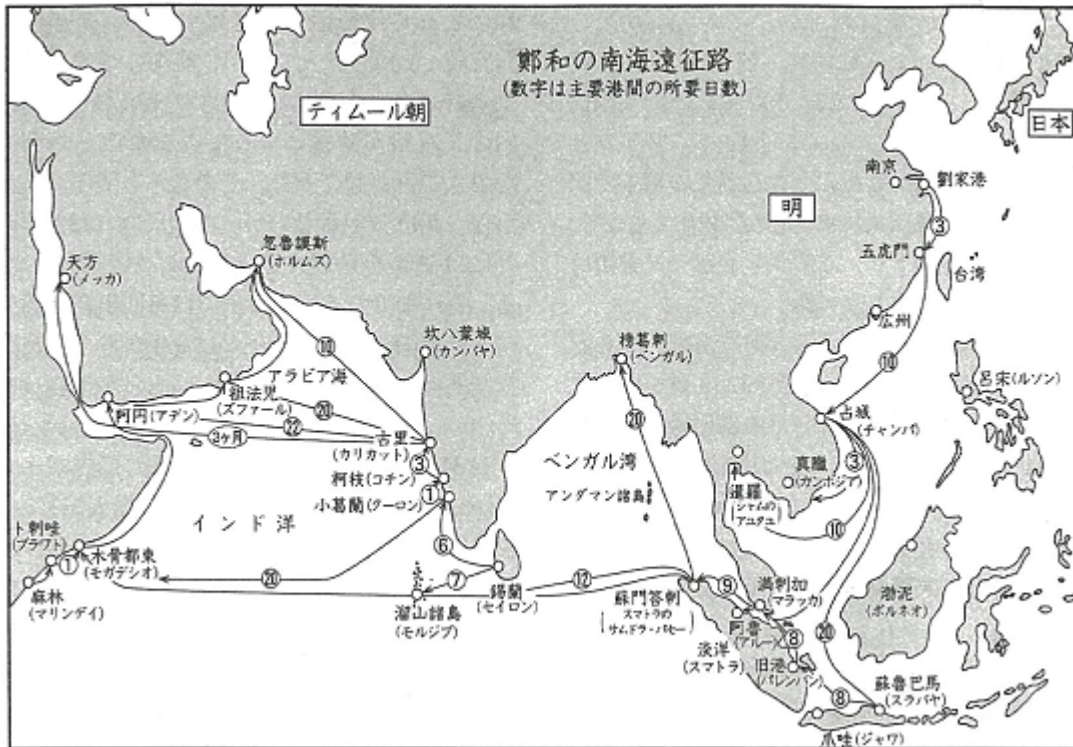 鄭和の南海遠征路
(数字は主要港間の所要日数)
ティムール朝
日本
明
南京
劉家港
③
五虎門
台湾
広州
⑩
呂宋(ルソン)
占城
(チャンパ)
忽魯謨斯
(ホルムズ)
天方
(メッカ)
坎八葉城
(カンバヤ)
榜葛剌
(ベンガル)
⑩
アラビア海
祖法児
(ズファール)
⑳
阿円(アデン)
㉒
3ヶ月
古里
(カリカット)
③
柯枝(コチン)
①
小葛蘭(クーロン)
ベンガル湾
アンダマン諸島
⑳
暹羅
シャムの
アユタユ
真臘
(カンボジア)
③
⑩
インド洋
卜剌哇
(ブラワ)
木骨都束
(モガデシオ)
①
麻林
(マリンディ)
⑳
⑥
⑦
錫蘭
(セイロン)
溜山諸島
(モルジブ)
⑫
蘇門答剌
スマトラの
サムドラ・パセー
⑨
満剌加
(マラッカ)
阿魯
(アルー)
淡洋
(スマトラ)
⑧
旧港
(パレンバン)
⑳
渤泥
(ボルネオ)
⑧
蘇魯巴馬
(スラバヤ)
爪哇(ジャワ)